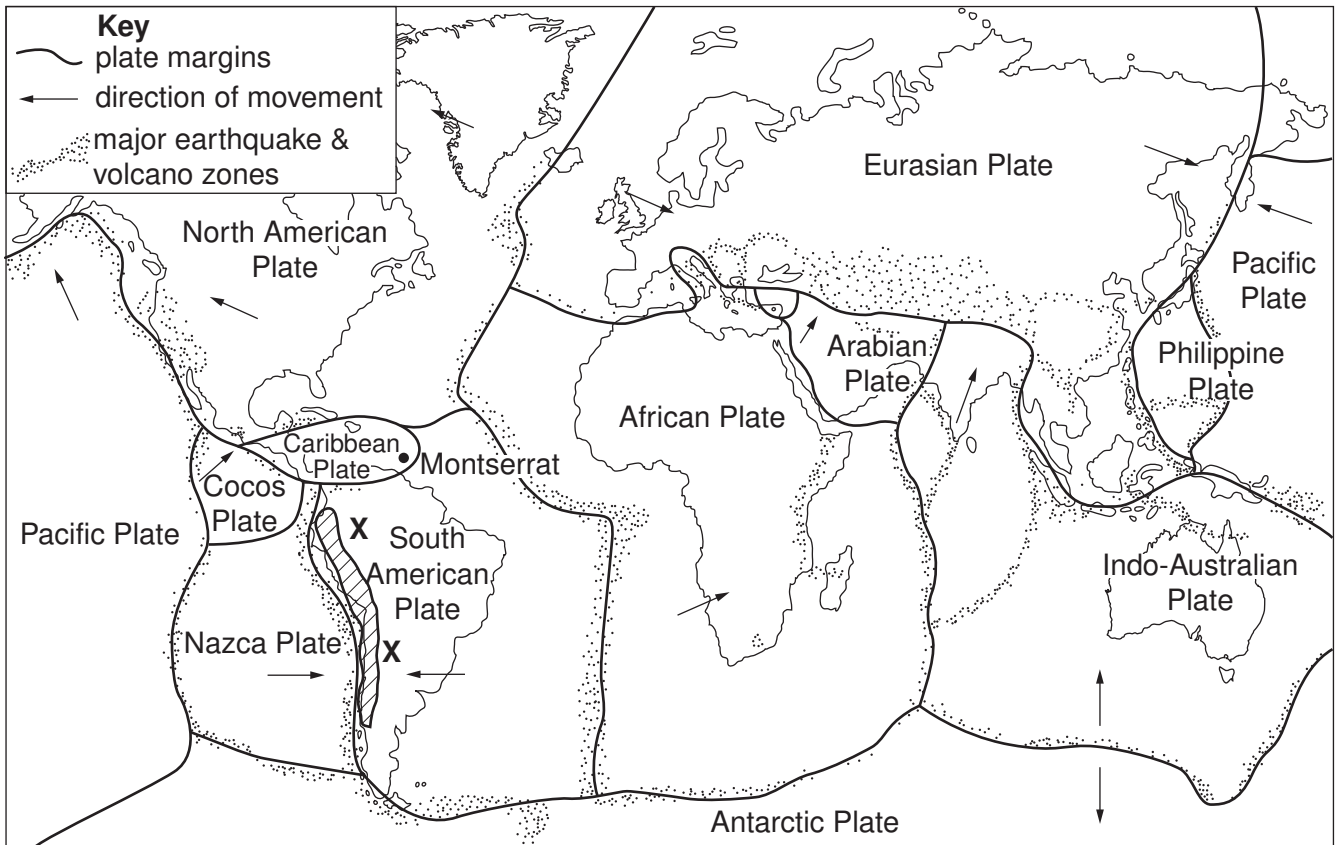 Key
plate margins
direction of movement
major earthquake &
volcano zones
Eurasian Plate
North American
Plate
Pacific
Plate
Arabian
Plate
Philippine
Plate
African Plate
Caribbean
Plate
Montserrat
Cocos
Plate
Pacific Plate
X
South
American
Plate
Indo-Australian
Plate
Nazca Plate
X
Antarctic Plate